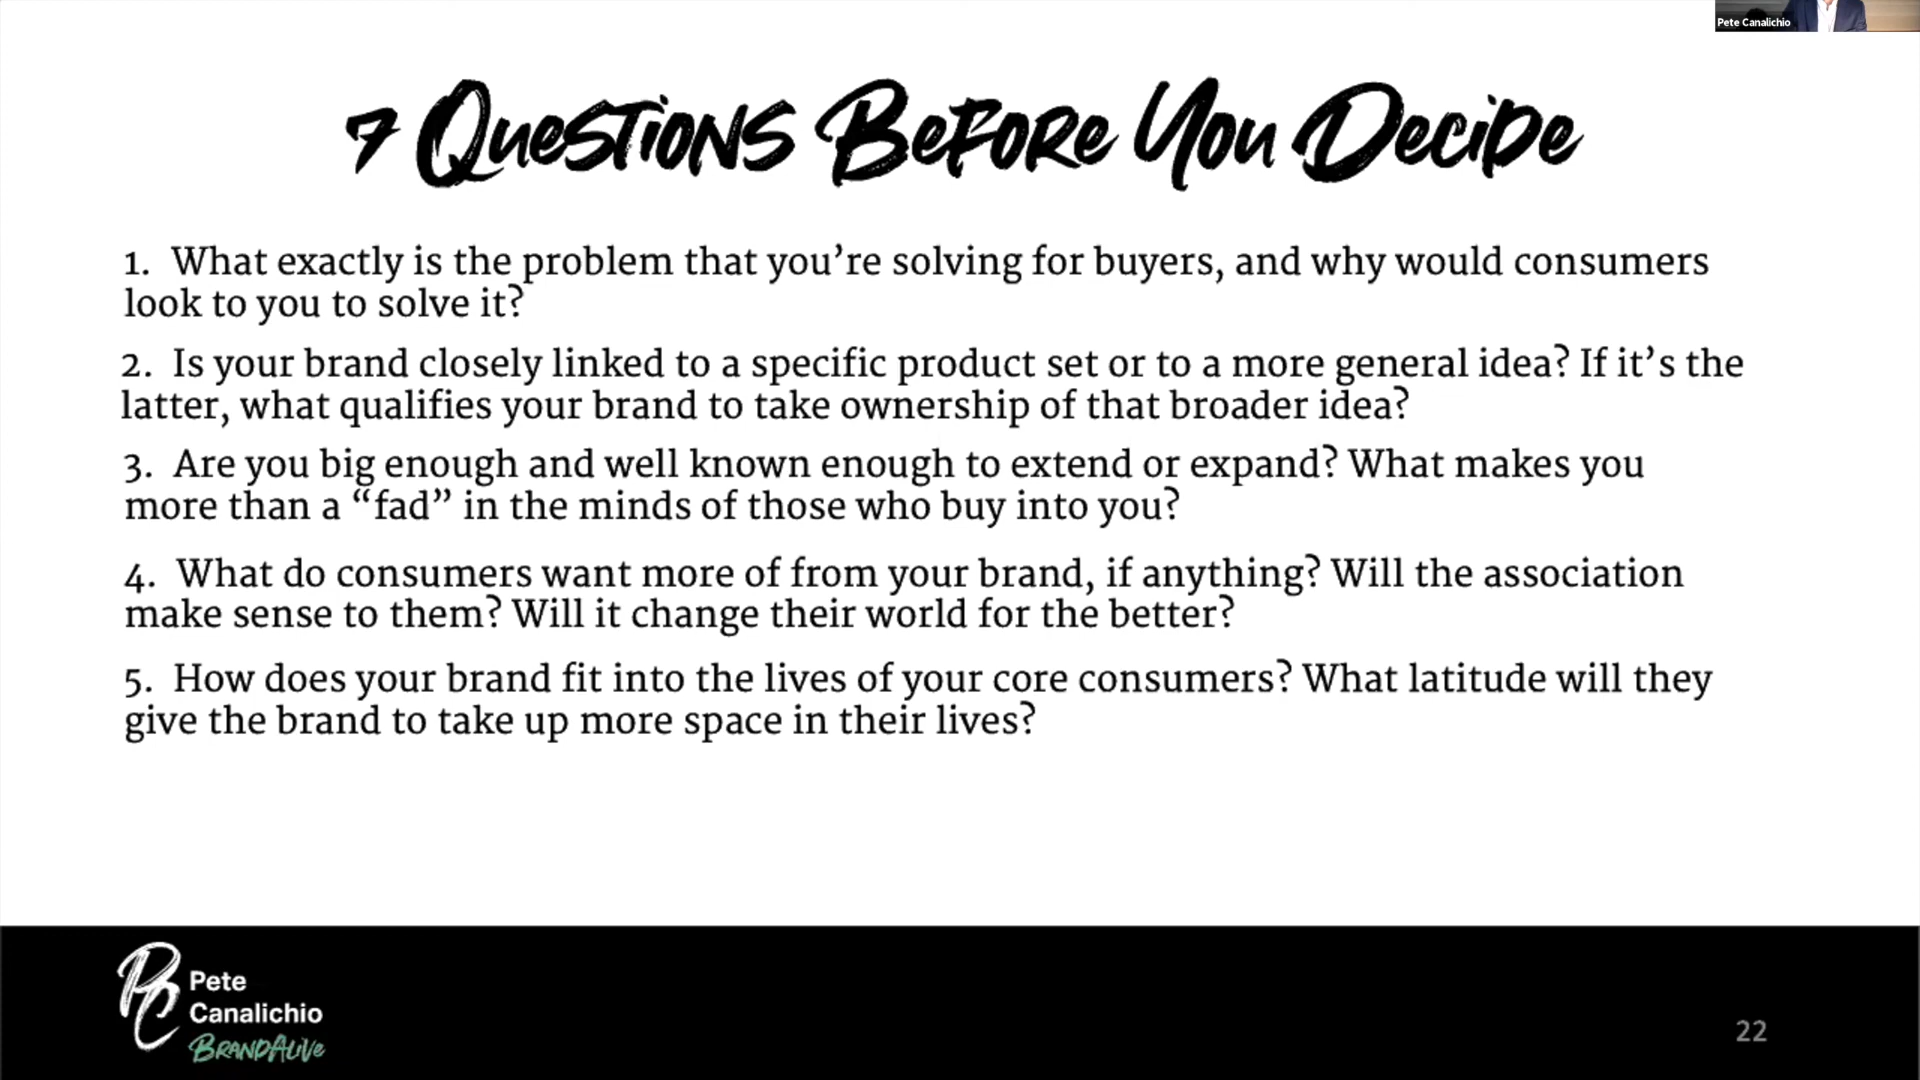 Pete Canalichio
7 Questions Before You Decide
1. What exactly is the problem that you’re solving for buyers, and why would consumers
look to you to solve it?
2. Is your brand closely linked to a specific product set or to a more general idea? If it’s the
latter, what qualifies your brand to take ownership of that broader idea?
3. Are you big enough and well known enough to extend or expand? What makes you
more than a “fad” in the minds of those who buy into you?
4. What do consumers want more of from your brand, if anything? Will the association
make sense to them? Will it change their world for the better?
5. How does your brand fit into the lives of your core consumers? What latitude will they
give the brand to take up more space in their lives?
PC
Pete
Canalichio
BrandAlive
22